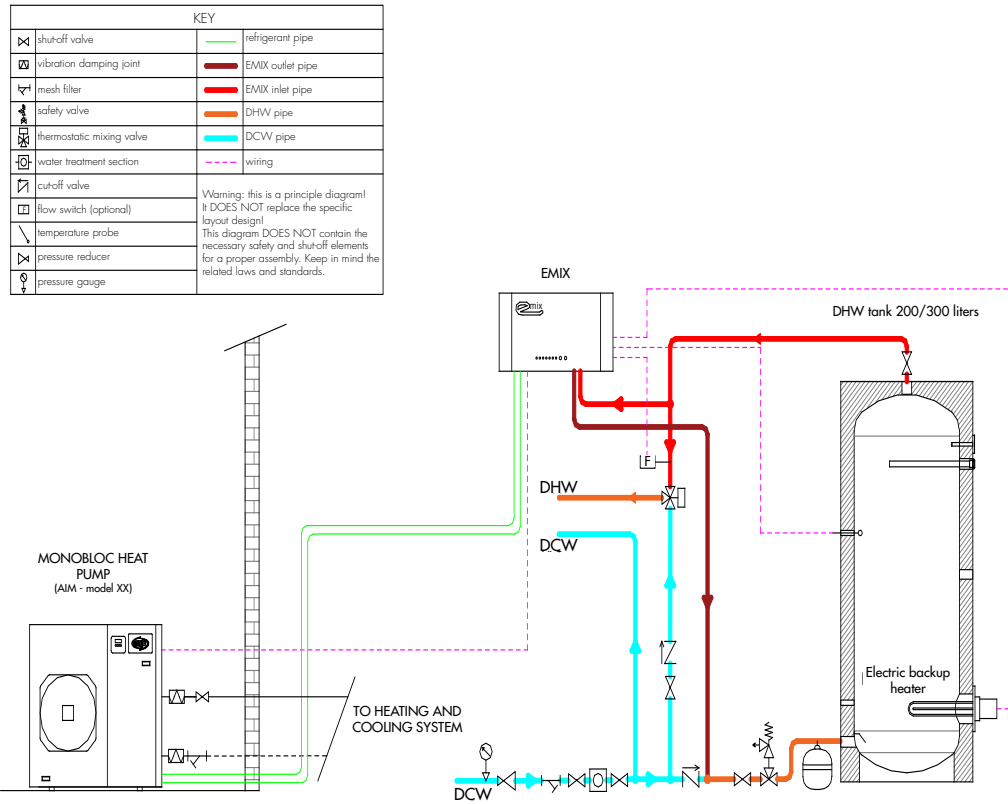 KEY
shut-off valve
refrigerant pipe
vibration damping joint
EMIX outlet pipe
mesh filter
EMIX inlet pipe
safety valve
DHW pipe
thermostatic mixing valve
DCW pipe
water treatment section
wiring
cut-off valve
F
flow switch (optional)
temperature probe
pressure reducer
pressure gauge
Warning: this is a principle diagram!
It DOES NOT replace the specific
layout design!
This diagram DOES NOT contain the
necessary safety and shut-off elements
for a proper assembly. Keep in mind the
related laws and standards.
EMIX
emix
DHW tank 200/300 liters
F
DHW
DCW
MONOBLOC HEAT
PUMP
(AIM - model XX)
TO HEATING AND
COOLING SYSTEM
Electric backup
heater
DCW